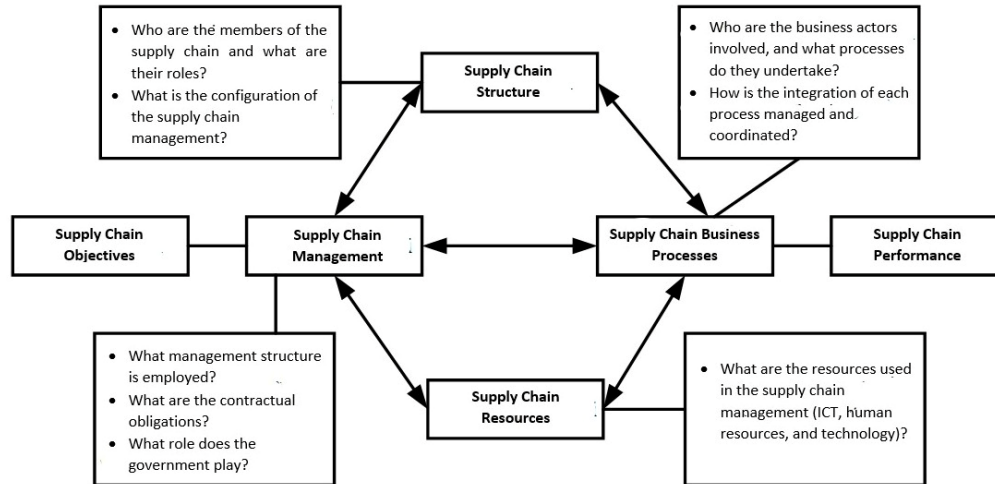 • Who are the members of the
supply chain and what are
their roles?
• What is the configuration of
the supply chain
management?
Supply Chain
Structure
• Who are the business actors
involved, and what processes
do they undertake?
• How is the integration of each
process managed and
coordinated?
Supply Chain
Objectives
Supply Chain
Management
Supply Chain Business
Processes
Supply Chain
Performance
• What management structure
is employed?
• What are the contractual
obligations?
• What role does the
government play?
Supply Chain
Resources
• What are the resources used
in the supply chain
management (ICT, human
resources, and technology)?